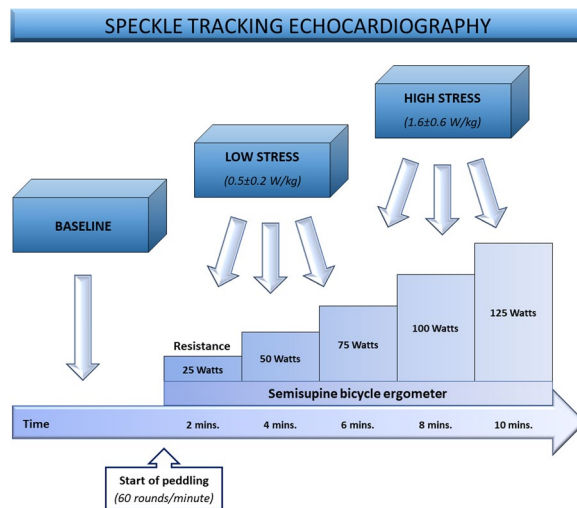 SPECKLE TRACKING ECHOCARDIOGRAPHY
HIGH STRESS
(1.6±0.6 W/kg)
LOW STRESS
(0.5±0.2 W/kg)
BASELINE
Resistance
25 Watts
50 Watts
75 Watts
100 Watts
125 Watts
Semisupine bicycle ergometer
Time
2 mins.
4 mins.
6 mins.
8 mins.
10 mins.
Start of peddling
(60 rounds/minute)